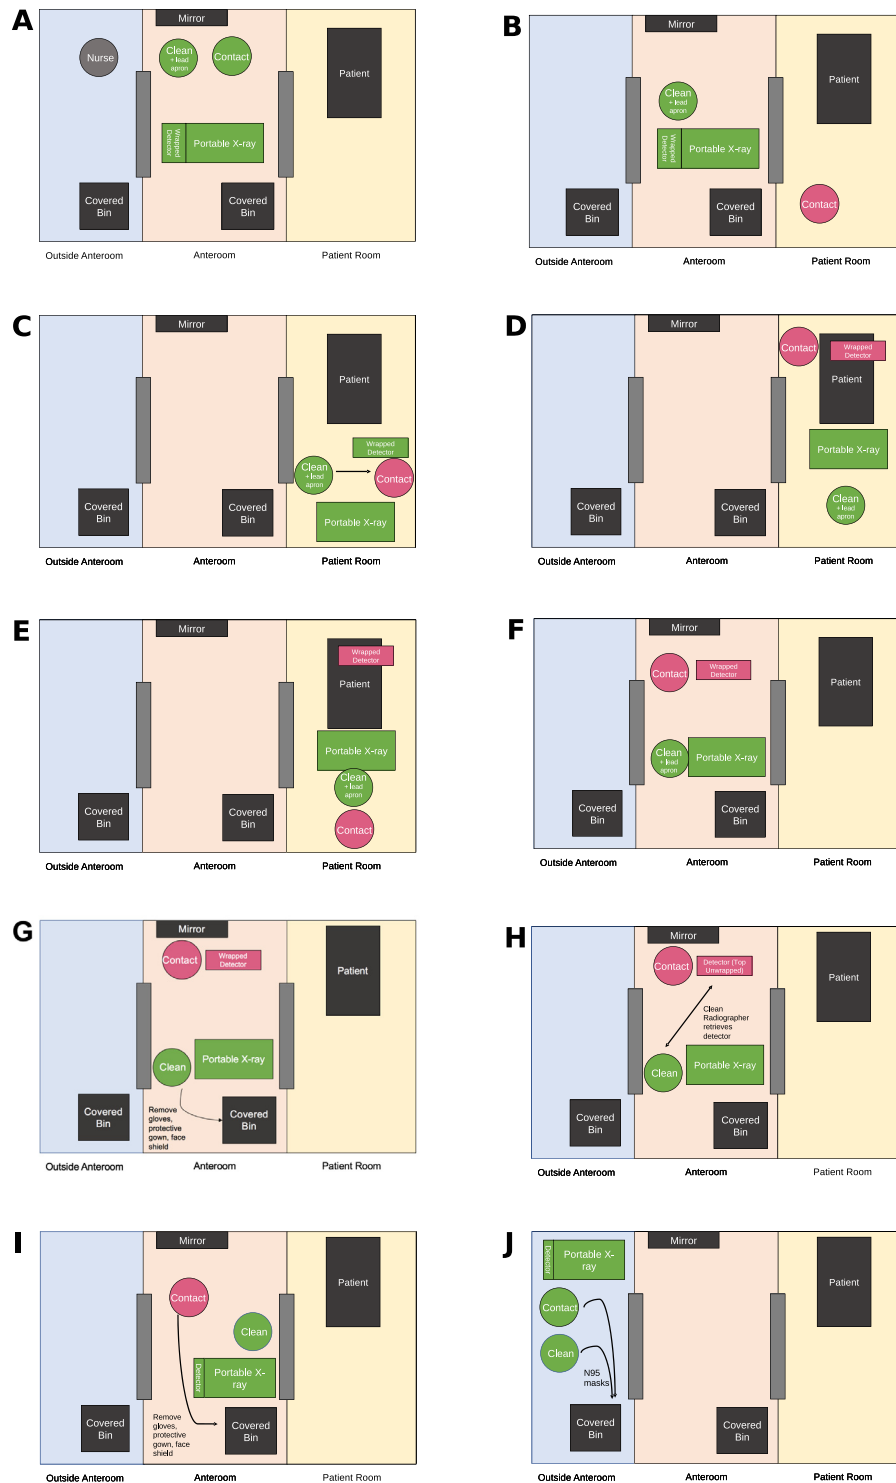 A
Mirror
Nurse
Clean
+ lead
apron
Contact
Patient
Wrapped
Detector
Portable X-ray
Covered
Bin
Covered
Bin
Outside Anteroom
Anteroom
Patient Room
B
Mirror
Clean
+ lead
apron
Patient
Wrapped
Detector
Portable X-ray
Covered
Bin
Covered
Bin
Contact
Outside Anteroom
Anteroom
Patient Room
C
Mirror
Patient
Wrapped
Detector
Clean
+ lead
apron
Contact
Portable X-ray
Covered
Bin
Covered
Bin
Outside Anteroom
Anteroom
Patient Room
D
Mirror
Contact
Wrapped
Detector
Patient
Portable X-ray
Clean
+ lead
apron
Covered
Bin
Covered
Bin
Outside Anteroom
Anteroom
Patient Room
E
Mirror
Wrapped
Detector
Patient
Portable X-ray
Clean
+ lead
apron
Contact
Covered
Bin
Covered
Bin
Outside Anteroom
Anteroom
Patient Room
F
Mirror
Contact
Wrapped
Detector
Patient
Clean
+ lead
apron
Portable X-ray
Covered
Bin
Covered
Bin
Outside Anteroom
Anteroom
Patient Room
G
Mirror
Contact
Wrapped
Detector
Patient
Clean
Portable X-ray
Covered
Bin
Remove
gloves,
protective
gown, face
shield
Covered
Bin
Outside Anteroom
Anteroom
Patient Room
H
Mirror
Contact
Detector (Top
Unwrapped)
Patient
Clean
Radiographer
retrieves
detector
Clean
Portable X-ray
Covered
Bin
Covered
Bin
Outside Anteroom
Anteroom
Patient Room
I
Mirror
Patient
Contact
Clean
Detector
Portable X-
ray
Covered
Bin
Remove
gloves,
protective
gown, face
shield
Covered
Bin
Outside Anteroom
Anteroom
Patient Room
J
Detector
Portable X-
ray
Mirror
Patient
Contact
Clean
N95
masks
Covered
Bin
Covered
Bin
Outside Anteroom
Anteroom
Patient Room